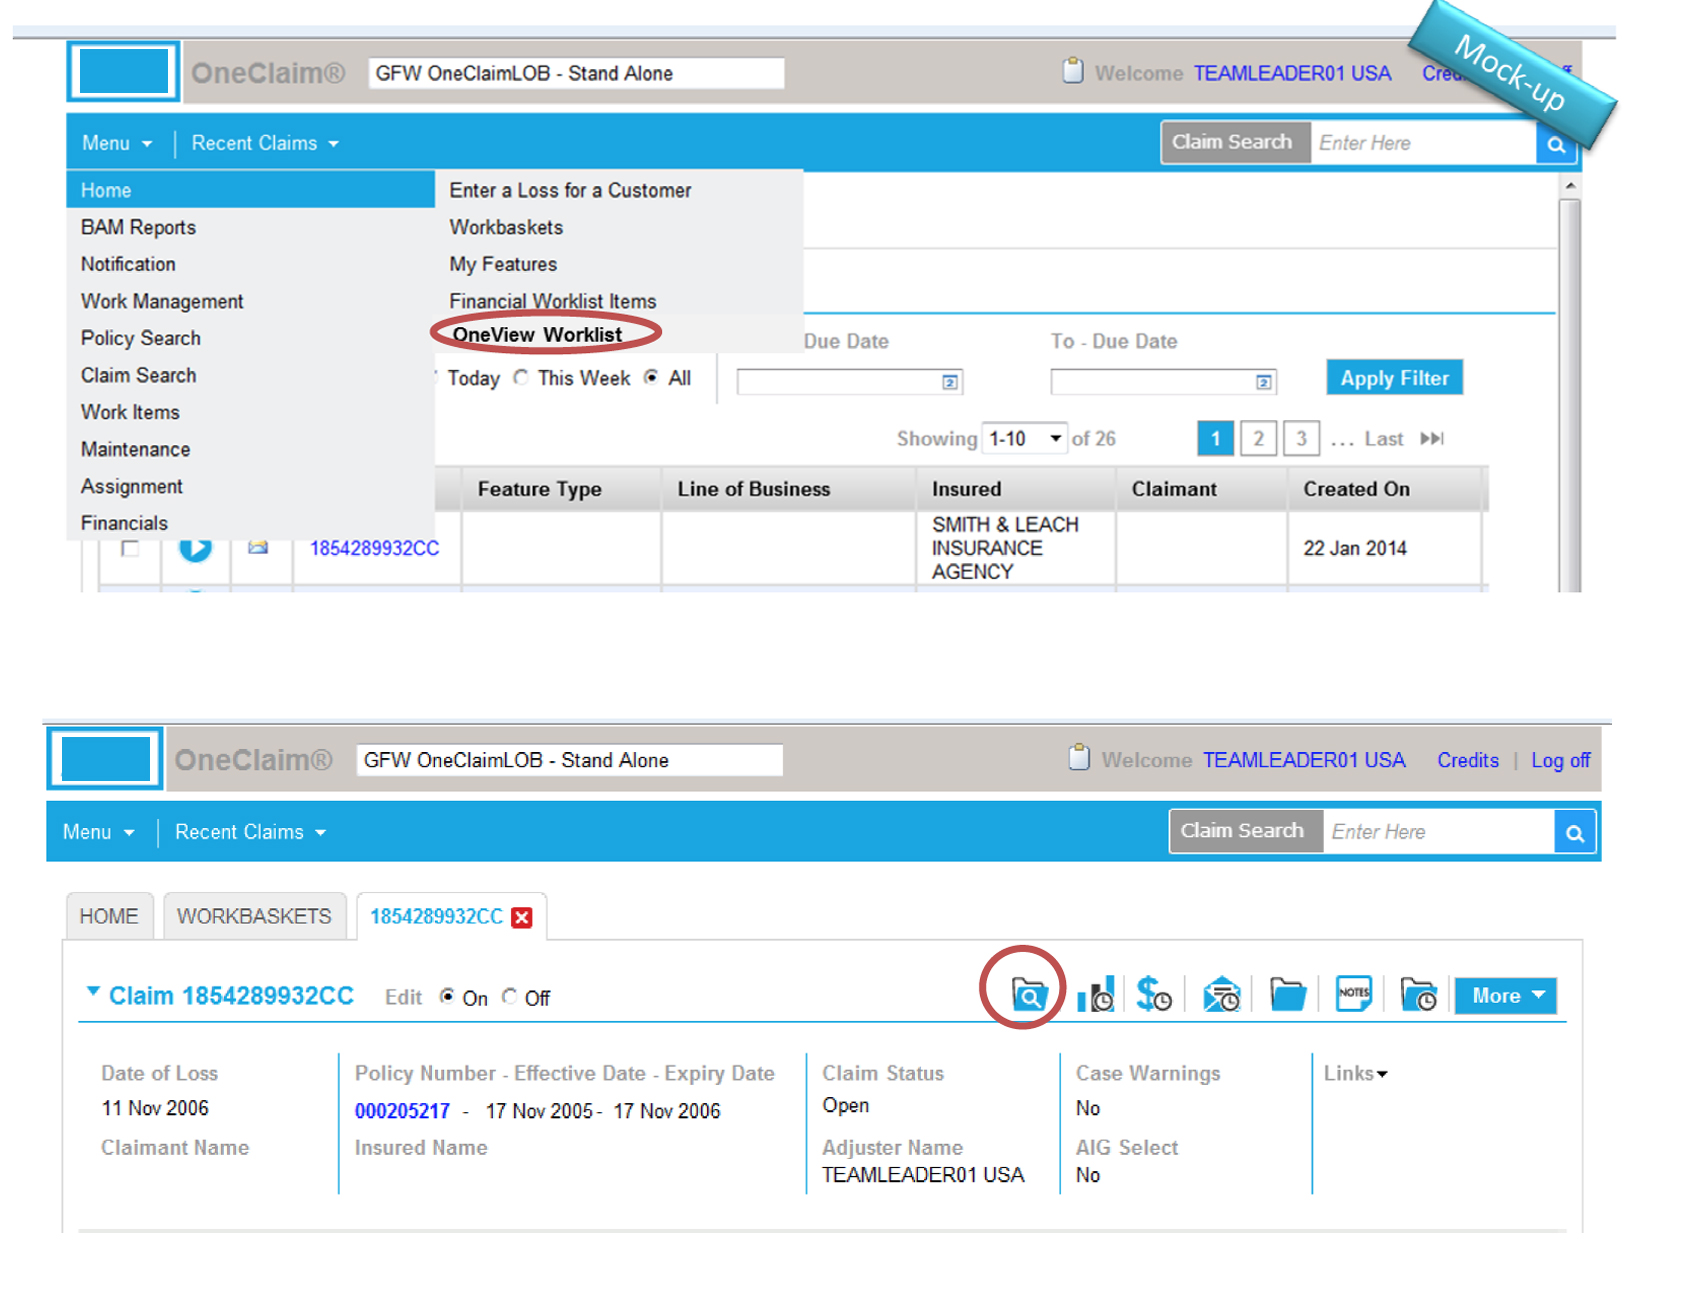 Mock-up
OneClaim® GFW OneClaimLOB - Stand Alone Welcome TEAMLEADER01 USA
Menu Recent Claims Claim Search Enter Here
Home Enter a Loss for a Customer
BAM Reports Workbaskets
Notification My Features
Work Management Financial Worklist Items
Policy Search OneView Worklist Due Date To - Due Date
Claim Search Today This Week All Apply Filter
Work Items
Showing 1-10 of 26 1 2 3 ... Last
Maintenance
Assignment Feature Type Line of Business Insured Claimant Created On
Financials
1854289932CC SMITH & LEACH INSURANCE AGENCY 22 Jan 2014
OneClaim® GFW OneClaimLOB - Stand Alone Welcome TEAMLEADER01 USA Credits | Log off
Menu Recent Claims Claim Search Enter Here
HOME WORKBASKETS 1854289932CC
Claim 1854289932CC Edit On Off NOTES More
Date of Loss Policy Number - Effective Date - Expiry Date Claim Status Case Warnings Links
11 Nov 2006 000205217 - 17 Nov 2005 - 17 Nov 2006 Open No
Claimant Name Insured Name Adjuster Name AIG Select
TEAMLEADER01 USA No